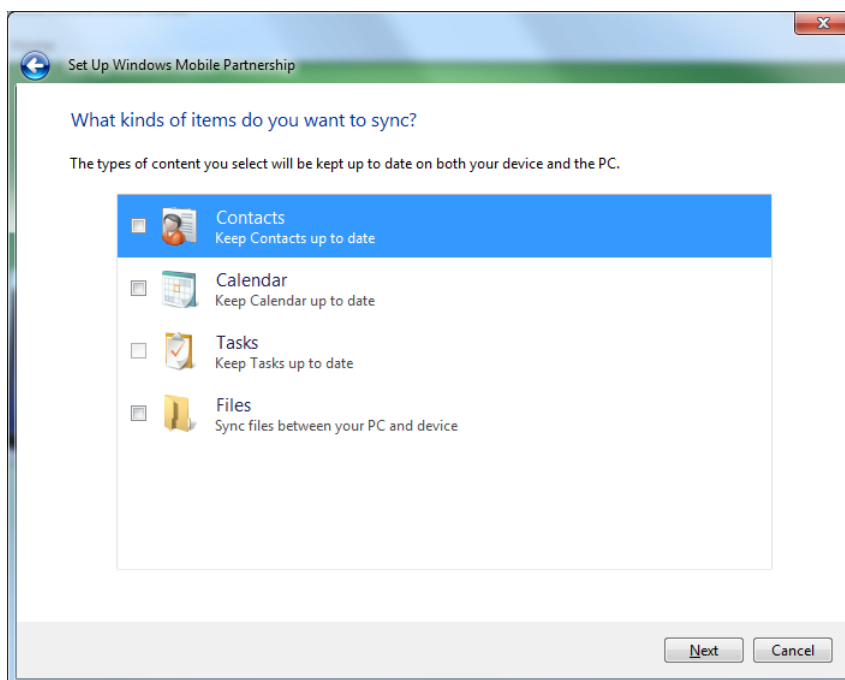 Set Up Windows Mobile Partnership
What kinds of items do you want to sync?
The types of content you select will be kept up to date on both your device and the PC.
Contacts
Keep Contacts up to date
Calendar
Keep Calendar up to date
Tasks
Keep Tasks up to date
Files
Sync files between your PC and device
Next Cancel